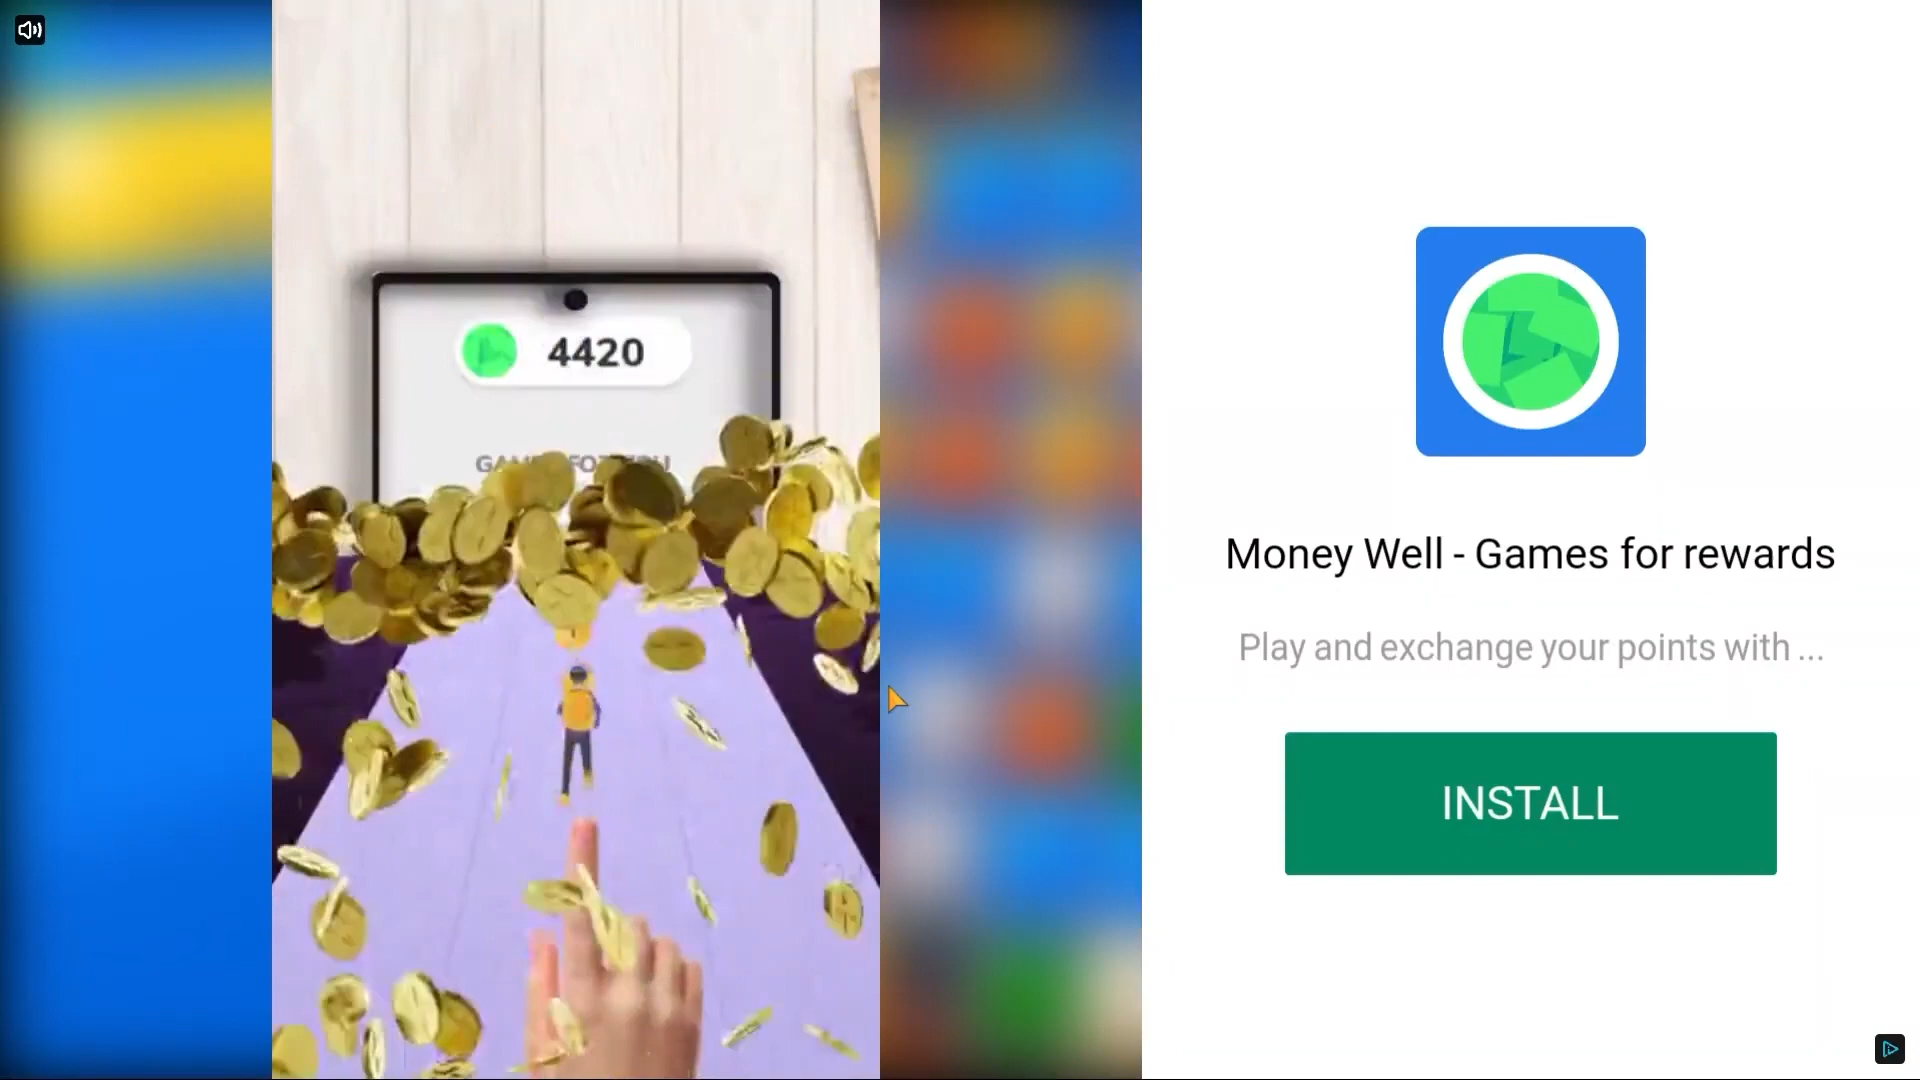 4420
Money Well - Games for rewards
Play and exchange your points with ...
INSTALL